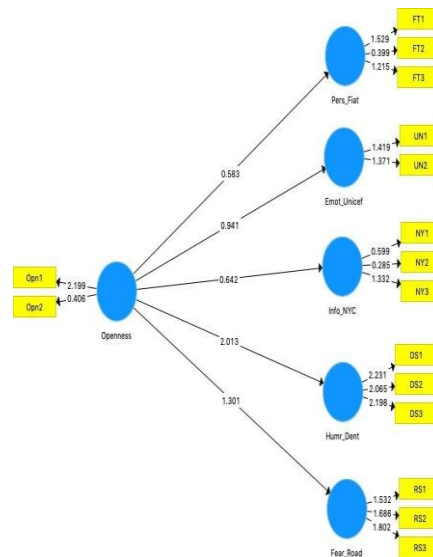 FT1
1.529
0.399
FT2
1.215
FT3
Pers_Fiat
UN1
1.419
1.371
UN2
Emot_Unicef
0.583
0.941
NY1
0.599
0.285
NY2
1.332
NY3
Info_NYC
0.642
Opn1
2.199
0.406
Opn2
Openness
2.013
1.301
DS1
2.231
2.065
DS2
2.198
DS3
Humr_Dent
RS1
1.532
1.686
RS2
1.802
RS3
Fear_Road